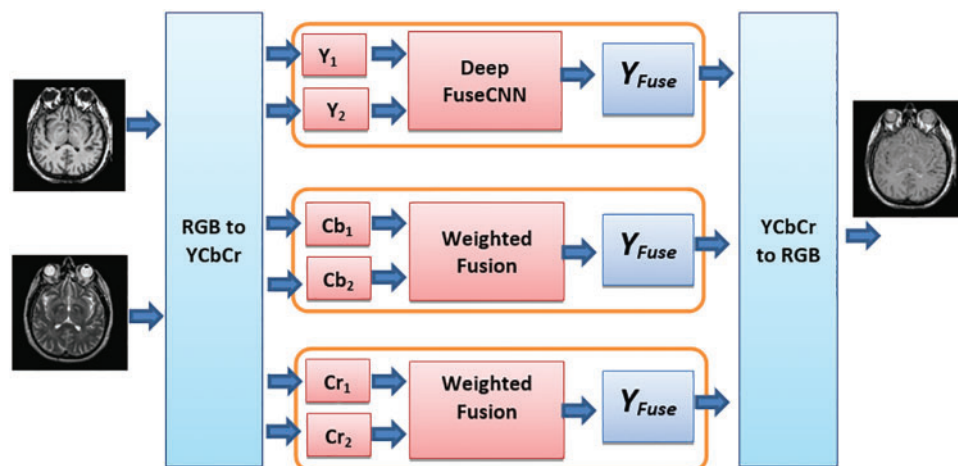 RGB to
YCbCr
Y1
Y2
Deep
FuseCNN
YFuse
Cb1
Cb2
Weighted
Fusion
YFuse
Cr1
Cr2
Weighted
Fusion
YFuse
YCbCr
to RGB